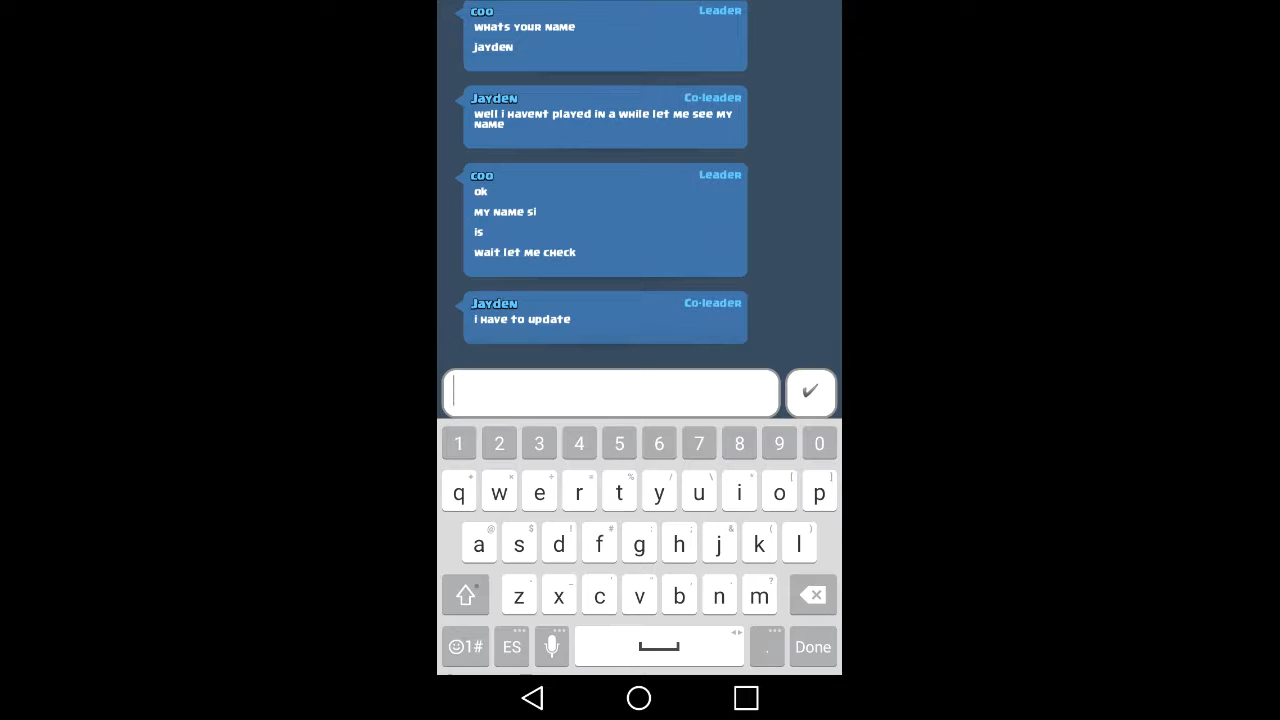 coo Leader
whats your name
jayden
Jayden Co-leader
well i havent played in a while let me see my
name
coo Leader
ok
my name si
is
wait let me check
Jayden Co-leader
i have to update
1 2 3 4 5 6 7 8 9 0
q w e r t y u i o p
a s d f g h j k l
z x c v b n m
1# ES . Done